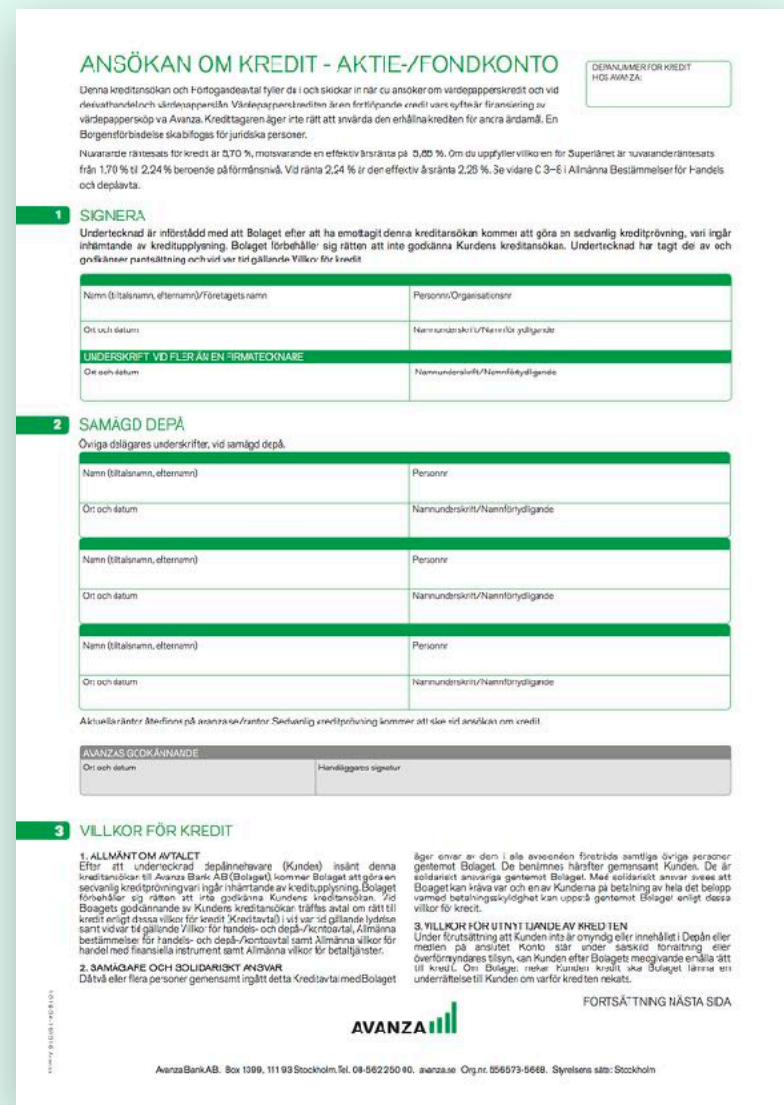 ANSÖKAN OM KREDIT - AKTIE-/FONDKONTO
DEPÅNUMMER FÖR KREDIT
HOS AVANZA:
Denna kreditansökan och Förfogandeavtal fyller du i och skickar in när du ansöker om värdepapperskredit och vid
derivathandel och värdepapperslån. Värdepapperskrediten är en fortlöpande kredit vars syfte är finansiering av
värdepappersköp via Avanza. Kredittagaren äger inte rätt att använda den erhållna krediten för andra ändamål. En
Borgensförbindelse ska bifogas för juridiska personer.
Nuvarande räntesats för kredit är 5,70 %, motsvarande en effektiv årsränta på 5,85 %. Om du uppfyller villkoren för Superlånet är nuvarande räntesats
från 1,70 % til 2,24 % beroende på förmånsnivå. Vid ränta 2,24 % är den effektiv årsränta 2,26 %. Se vidare C 3–6 i Allmänna Bestämmelser för Handels
och depåavta.
1 SIGNERA
Undertecknad är införstådd med att Bolaget efter att ha emottagit denna kreditansökan kommer att göra en sedvanlig kreditprövning, vari ingår
inhämtande av kreditupplysning. Bolaget förbehåller sig rätten att inte godkänna Kundens kreditansökan. Undertecknad har tagit del av och
godkänner pantsättning och vid var tid gällande Villkor för kredit.
Namn (tilltalsnamn, efternamn)/Företagets namn
Personnr/Organisationsnr
Ort och datum
Namnunderskrift/Namnförtydligande
UNDERSKRIFT VID FLER ÄN EN FIRMATECKNARE
Ort och datum
Namnunderskrift/Namnförtydligande
2 SAMÄGD DEPÅ
Övriga delägares underskrifter, vid samägd depå.
Namn (tilltalsnamn, efternamn)
Personnr
Ort och datum
Namnunderskrift/Namnförtydligande
Namn (tilltalsnamn, efternamn)
Personnr
Ort och datum
Namnunderskrift/Namnförtydligande
Namn (tilltalsnamn, efternamn)
Personnr
Ort och datum
Namnunderskrift/Namnförtydligande
Aktuella räntor återfinns på avanza.se/rantor. Sedvanlig kreditprövning kommer att ske vid ansökan om kredit.
AVANZAS GODKÄNNANDE
Ort och datum
Handläggares signatur
3 VILLKOR FÖR KREDIT
1. ALLMÄNT OM AVTALET
Efter att undertecknad depåinnehavare (Kunden) insänt denna
kreditansökan till Avanza Bank AB (Bolaget), kommer Bolaget att göra en
sedvanlig kreditprövning vari ingår inhämtande av kreditupplysning. Bolaget
förbehåller sig rätten att inte godkänna Kundens kreditansökan. Vid
Bolagets godkännande av Kundens kreditansökan träffas avtal om rätt till
kredit enligt dessa villkor för kredit (Kreditavtal) i vid var tid gällande lydelse
samt vid var tid gällande Villkor för handels- och depå-/kontoavtal, Allmänna
bestämmelser för handels- och depå-/kontoavtal samt Allmänna villkor för
handel med finansiella instrument samt Allmänna villkor för betaltjänster.
2. SAMÄGARE OCH SOLIDARISKT ANSVAR
Då två eller flera personer gemensamt ingått detta Kreditavtal med Bolaget
äger envar av dem i alla avseenden företräda samtliga övriga personer
gentemot Bolaget. De benämnes härefter gemensamt Kunden. De är
solidariskt ansvariga gentemot Bolaget. Med solidariskt ansvar avses att
Bolaget kan kräva var och en av Kunderna på betalning av hela det belopp
varmed betalningsskyldighet kan uppstå gentemot Bolaget enligt dessa
villkor för kredit.
3. VILLKOR FÖR UTNYTTJANDE AV KREDITEN
Under förutsättning att Kunden inte är omyndig eller innehållet i Depån eller
medlen på anslutet Konto står under särskild förvaltning eller
överförmyndares tillsyn, kan Kunden efter Bolagets medgivande erhålla rätt
till kredit. Om Bolaget nekar Kunden kredit ska Bolaget lämna en
underrättelse till Kunden om varför krediten nekats.
FORTSÄTTNING NÄSTA SIDA
AVANZA
Avanza Bank AB. Box 1399, 111 93 Stockholm. Tel. 08-562 250 00. avanza.se Org.nr. 556573-5668. Styrelsens säte: Stockholm